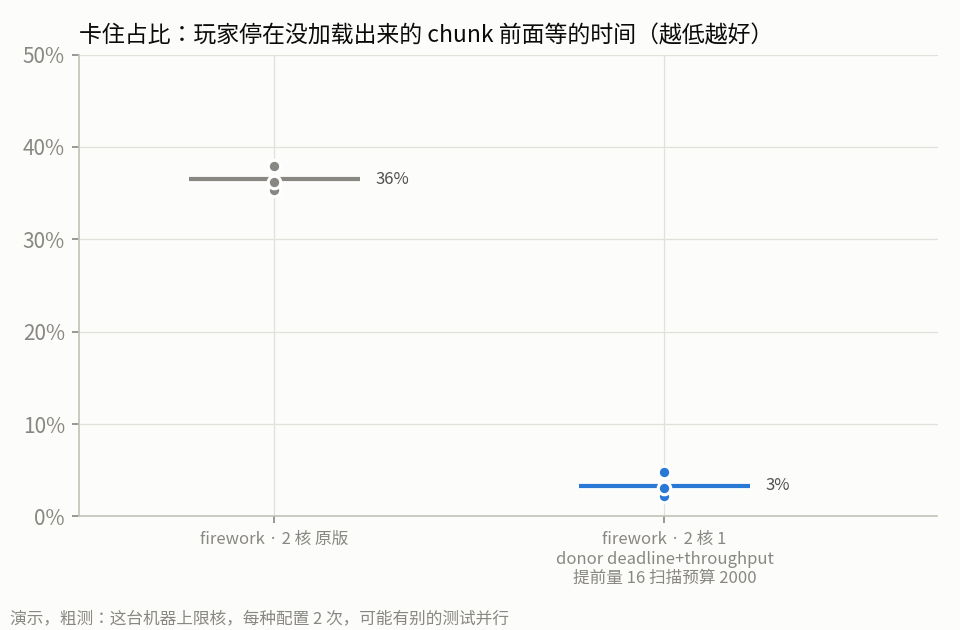 卡住占比：玩家停在没加载出来的 chunk 前面等的时间（越低越好）
50%
40%
36%
30%
20%
10%
3%
0%
firework · 2 核 原版
firework · 2 核 1
donor deadline+throughput
提前量 16 扫描预算 2000
演示，粗测：这台机器上限核，每种配置 2 次，可能有别的测试并行